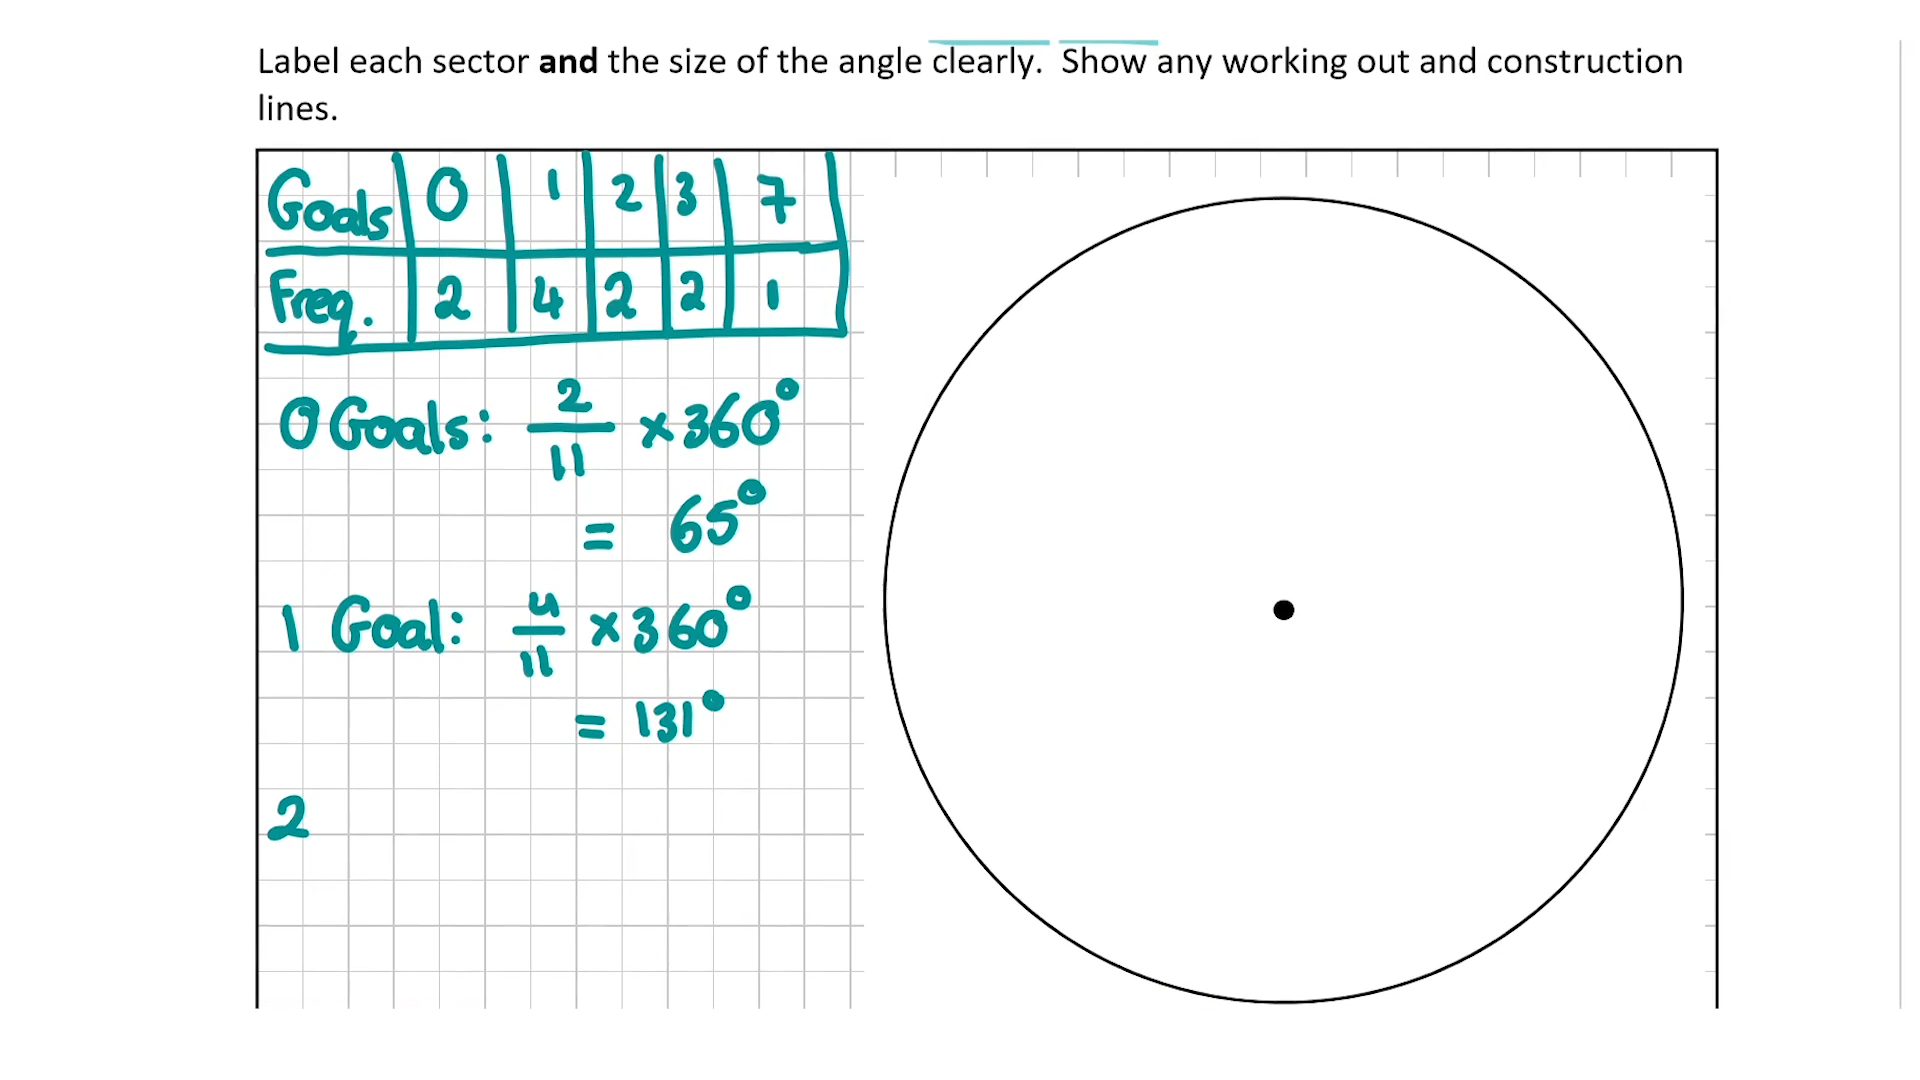 Label each sector and the size of the angle clearly. Show any working out and construction
lines.
Goals 0 1 2 3 7
Freq. 2 4 2 2 1
0 Goals: 2/11 × 360°
= 65°
1 Goal: 4/11 × 360°
= 131°
2